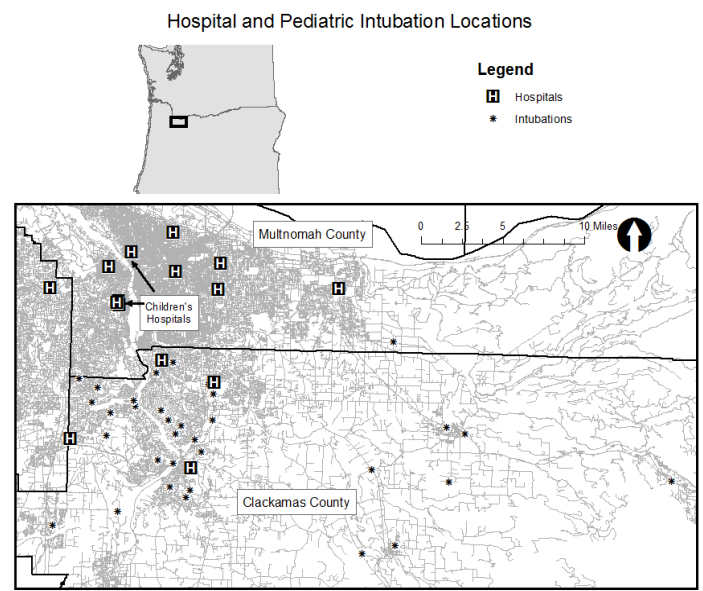 Hospital and Pediatric Intubation Locations
Legend
H Hospitals
* Intubations
Multnomah County
0 2.5 5 10 Miles
H
H
H
H
H
H
H
H
H
H
Children's
Hospitals
H
H
H
H
Clackamas County